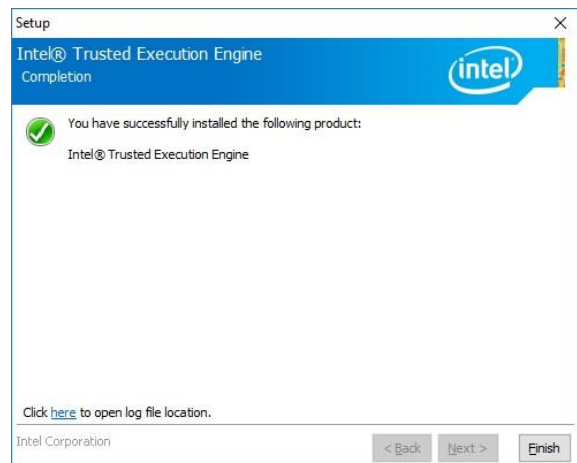 Setup
Intel® Trusted Execution Engine
Completion
intel
You have successfully installed the following product:
Intel® Trusted Execution Engine
Click here to open log file location.
Intel Corporation
< Back Next > Finish